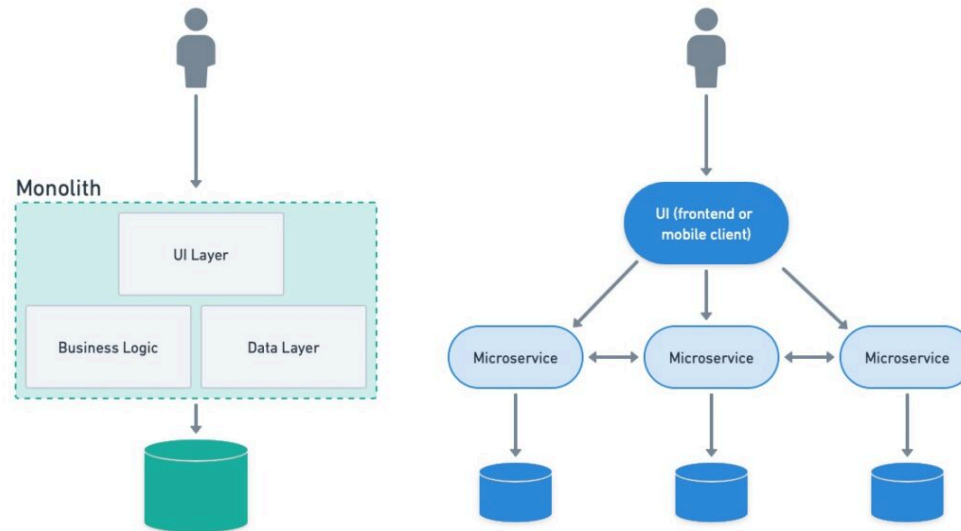 Monolith
UI Layer
Business Logic
Data Layer
UI (frontend or
mobile client)
Microservice
Microservice
Microservice